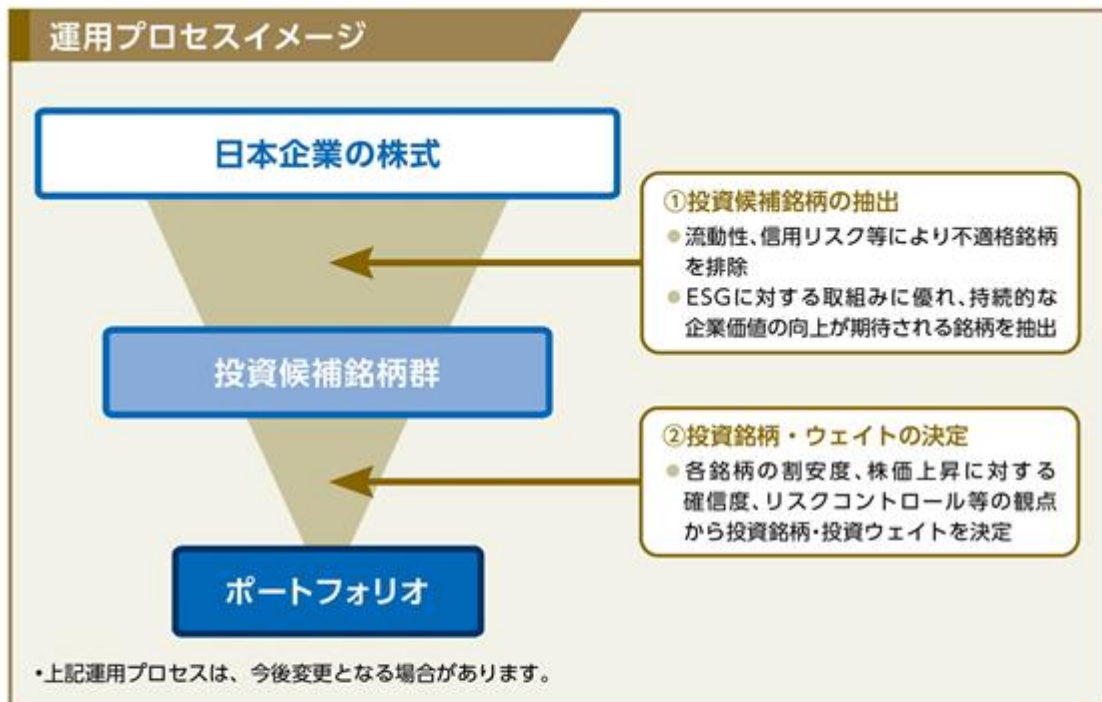 運用プロセスイメージ
日本企業の株式
①投資候補銘柄の抽出
●流動性、信用リスク等により不適格銘柄
を排除
●ESGに対する取組みに優れ、持続的な
企業価値の向上が期待される銘柄を抽出
投資候補銘柄群
②投資銘柄・ウェイトの決定
●各銘柄の割安度、株価上昇に対する
確信度、リスクコントロール等の観点
から投資銘柄・投資ウェイトを決定
ポートフォリオ
•上記運用プロセスは、今後変更となる場合があります。